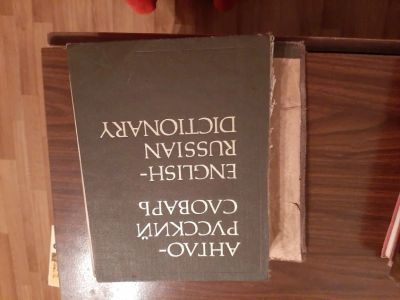 АНГЛО-
РУССКИЙ
СЛОВАРЬ
ENGLISH-
RUSSIAN
DICTIONARY